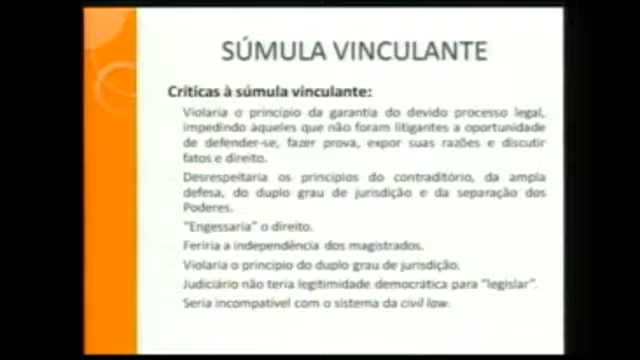 SÚMULA VINCULANTE
Críticas à súmula vinculante:
Violaria o princípio da garantia do devido processo legal,
impedindo àqueles que não foram litigantes a oportunidade
de defender-se, fazer prova, expor suas razões e discutir
fatos e direito.
Desrespeitaria os princípios do contraditório, da ampla
defesa, do duplo grau de jurisdição e da separação dos
Poderes.
"Engessaria" o direito.
Feriria a independência dos magistrados.
Violaria o princípio do duplo grau de jurisdição.
Judiciário não teria legitimidade democrática para "legislar".
Seria incompatível com o sistema da civil law.